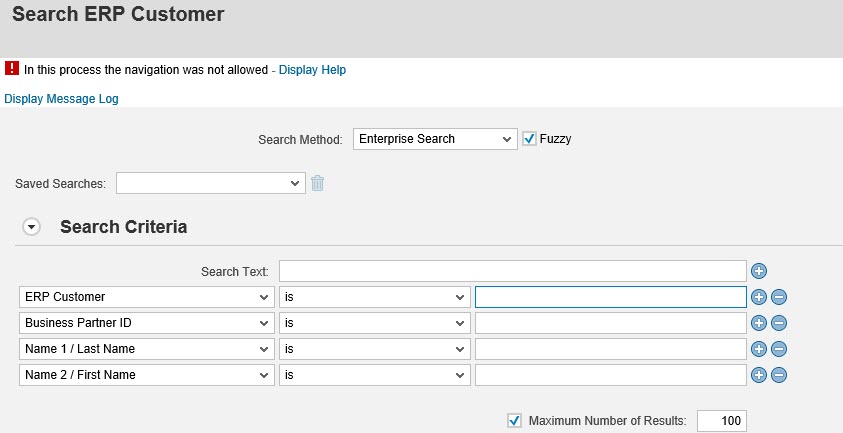 Search ERP Customer
In this process the navigation was not allowed - Display Help
Display Message Log
Search Method: Enterprise Search Fuzzy
Saved Searches:
Search Criteria
Search Text:
ERP Customer is
Business Partner ID is
Name 1 / Last Name is
Name 2 / First Name is
Maximum Number of Results: 100